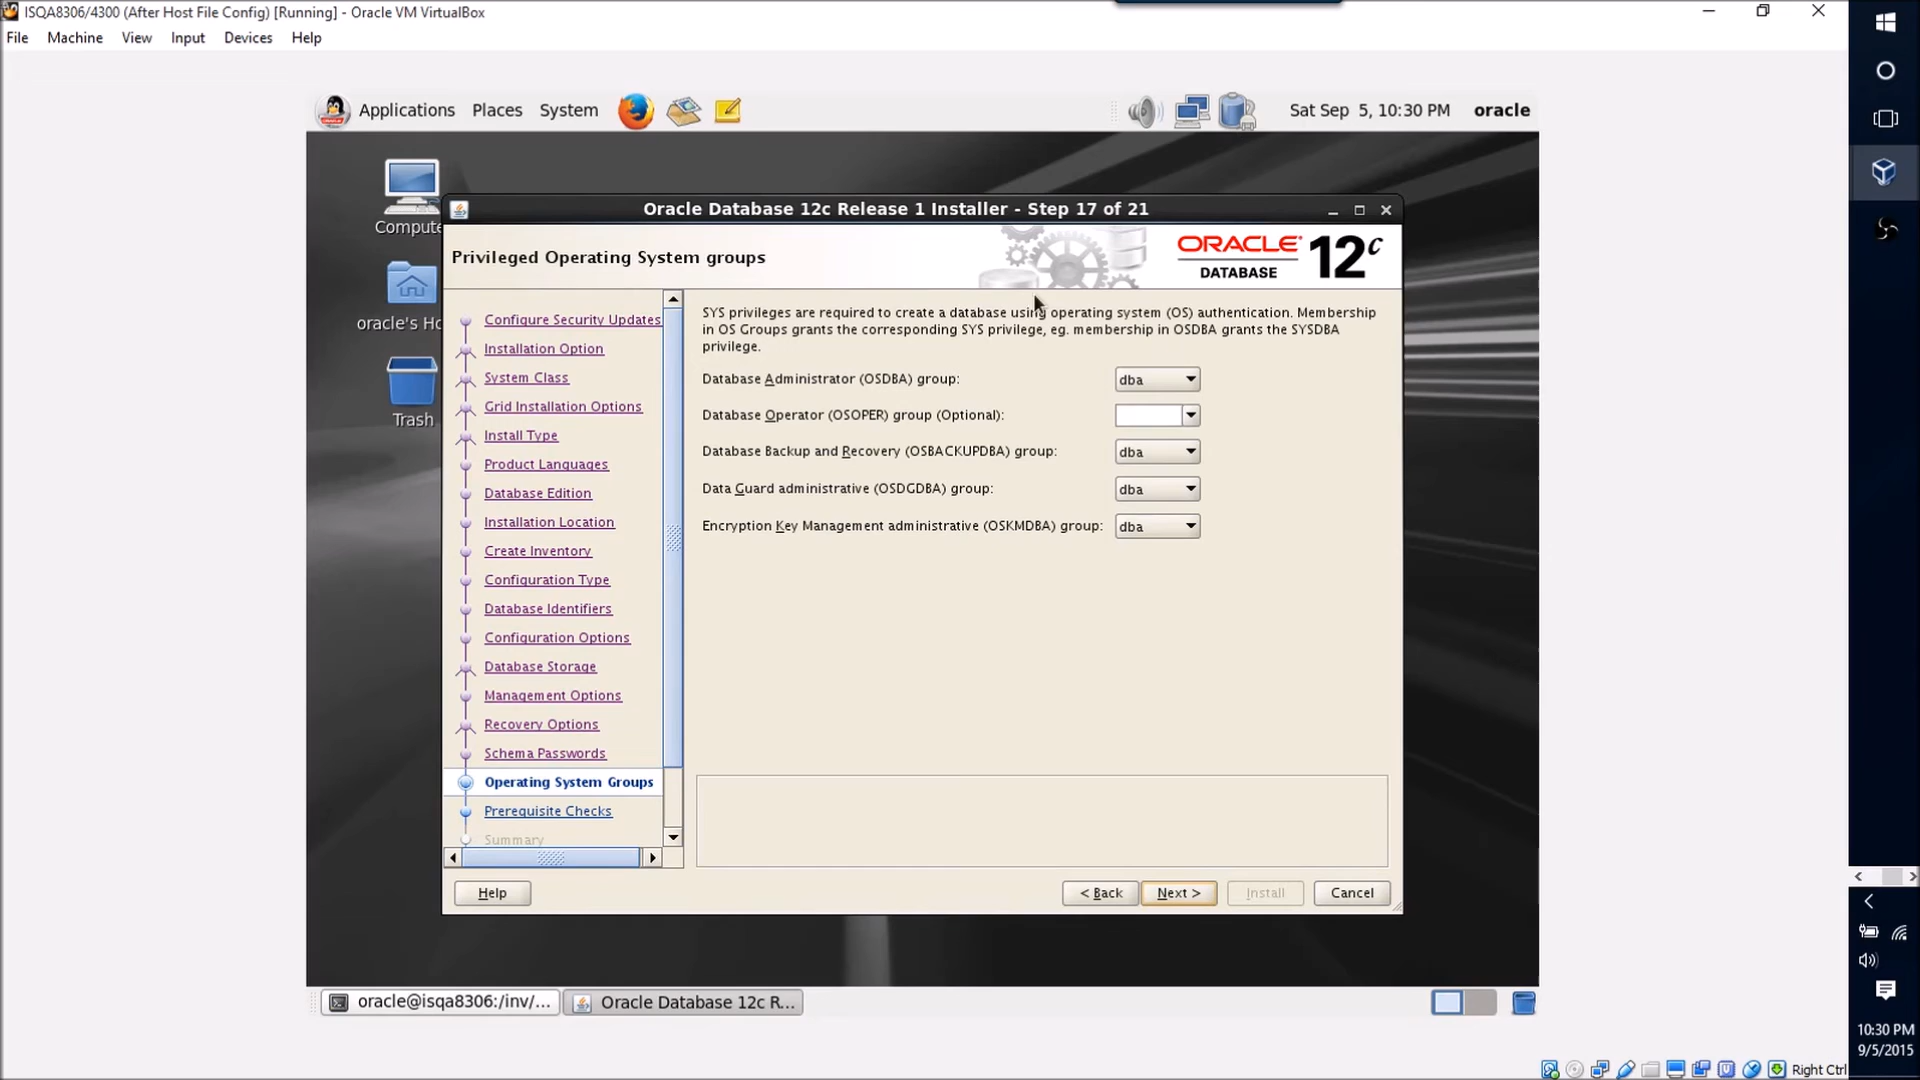 ISQA8306/4300 (After Host File Config) [Running] - Oracle VM VirtualBox
File Machine View Input Devices Help
Applications Places System
Sat Sep 5, 10:30 PM oracle
Compute
oracle's Ho
Trash
Oracle Database 12c Release 1 Installer - Step 17 of 21
Privileged Operating System groups
ORACLE DATABASE 12c
Configure Security Updates
Installation Option
System Class
Grid Installation Options
Install Type
Product Languages
Database Edition
Installation Location
Create Inventory
Configuration Type
Database Identifiers
Configuration Options
Database Storage
Management Options
Recovery Options
Schema Passwords
Operating System Groups
Prerequisite Checks
Summary
SYS privileges are required to create a database using operating system (OS) authentication. Membership
in OS Groups grants the corresponding SYS privilege, eg. membership in OSDBA grants the SYSDBA
privilege.
Database Administrator (OSDBA) group: dba
Database Operator (OSOPER) group (Optional):
Database Backup and Recovery (OSBACKUPDBA) group: dba
Data Guard administrative (OSDGDBA) group: dba
Encryption Key Management administrative (OSKMDBA) group: dba
Help
< Back Next > Install Cancel
oracle@isqa8306:/inv/... Oracle Database 12c R...
10:30 PM
9/5/2015
Right Ctrl